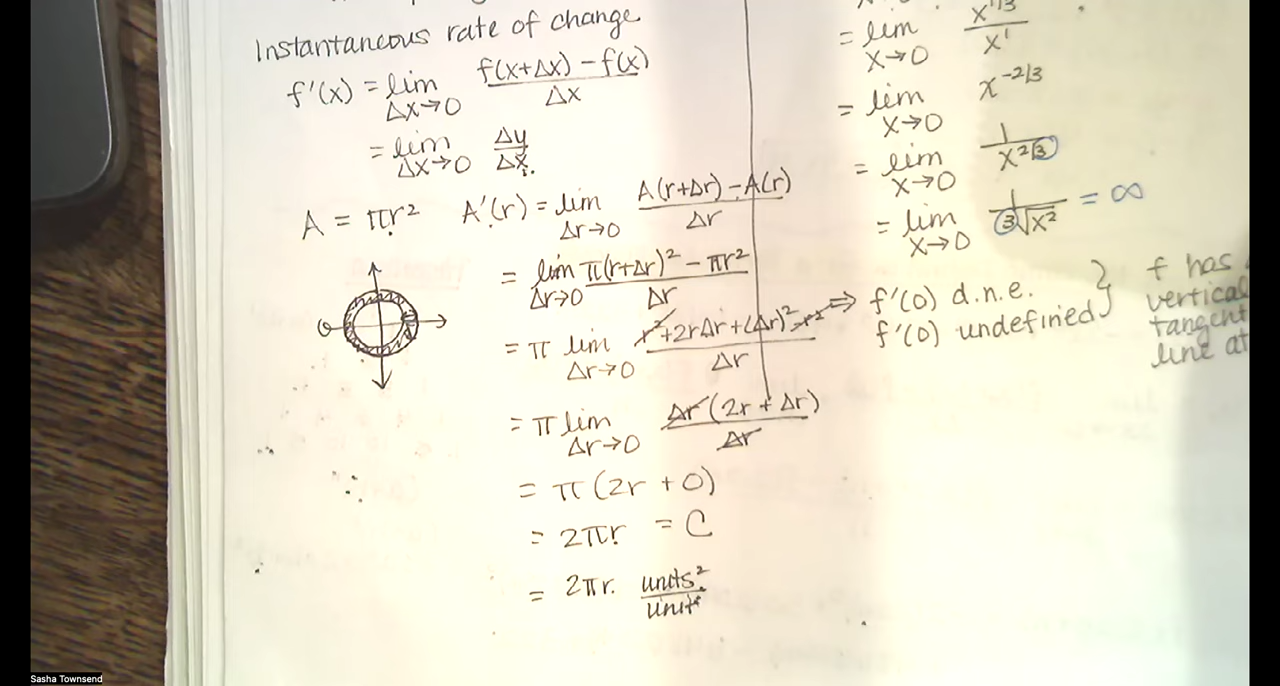 Instantaneous rate of change
f'(x) = lim Δx→0 f(x+Δx) − f(x) / Δx
= lim Δx→0 Δy / Δx
A = πr² A'(r) = lim Δr→0 A(r+Δr) − A(r) / Δr
= lim Δr→0 π(r+Δr)² − πr² / Δr
= π lim Δr→0 r² + 2rΔr + (Δr)² − r² / Δr
= π lim Δr→0 Δr(2r + Δr) / Δr
= π(2r + 0)
= 2πr = C
= 2πr. units² / unit
= lim x→0 x^1/3 / x^1
= lim x→0 x^-2/3
= lim x→0 1 / x^2/3
= lim x→0 1 / ³√x² = ∞
⇒ f'(0) d.n.e.
f'(0) undefined
} f has
vertical
tangent
line at
Sasha Townsend